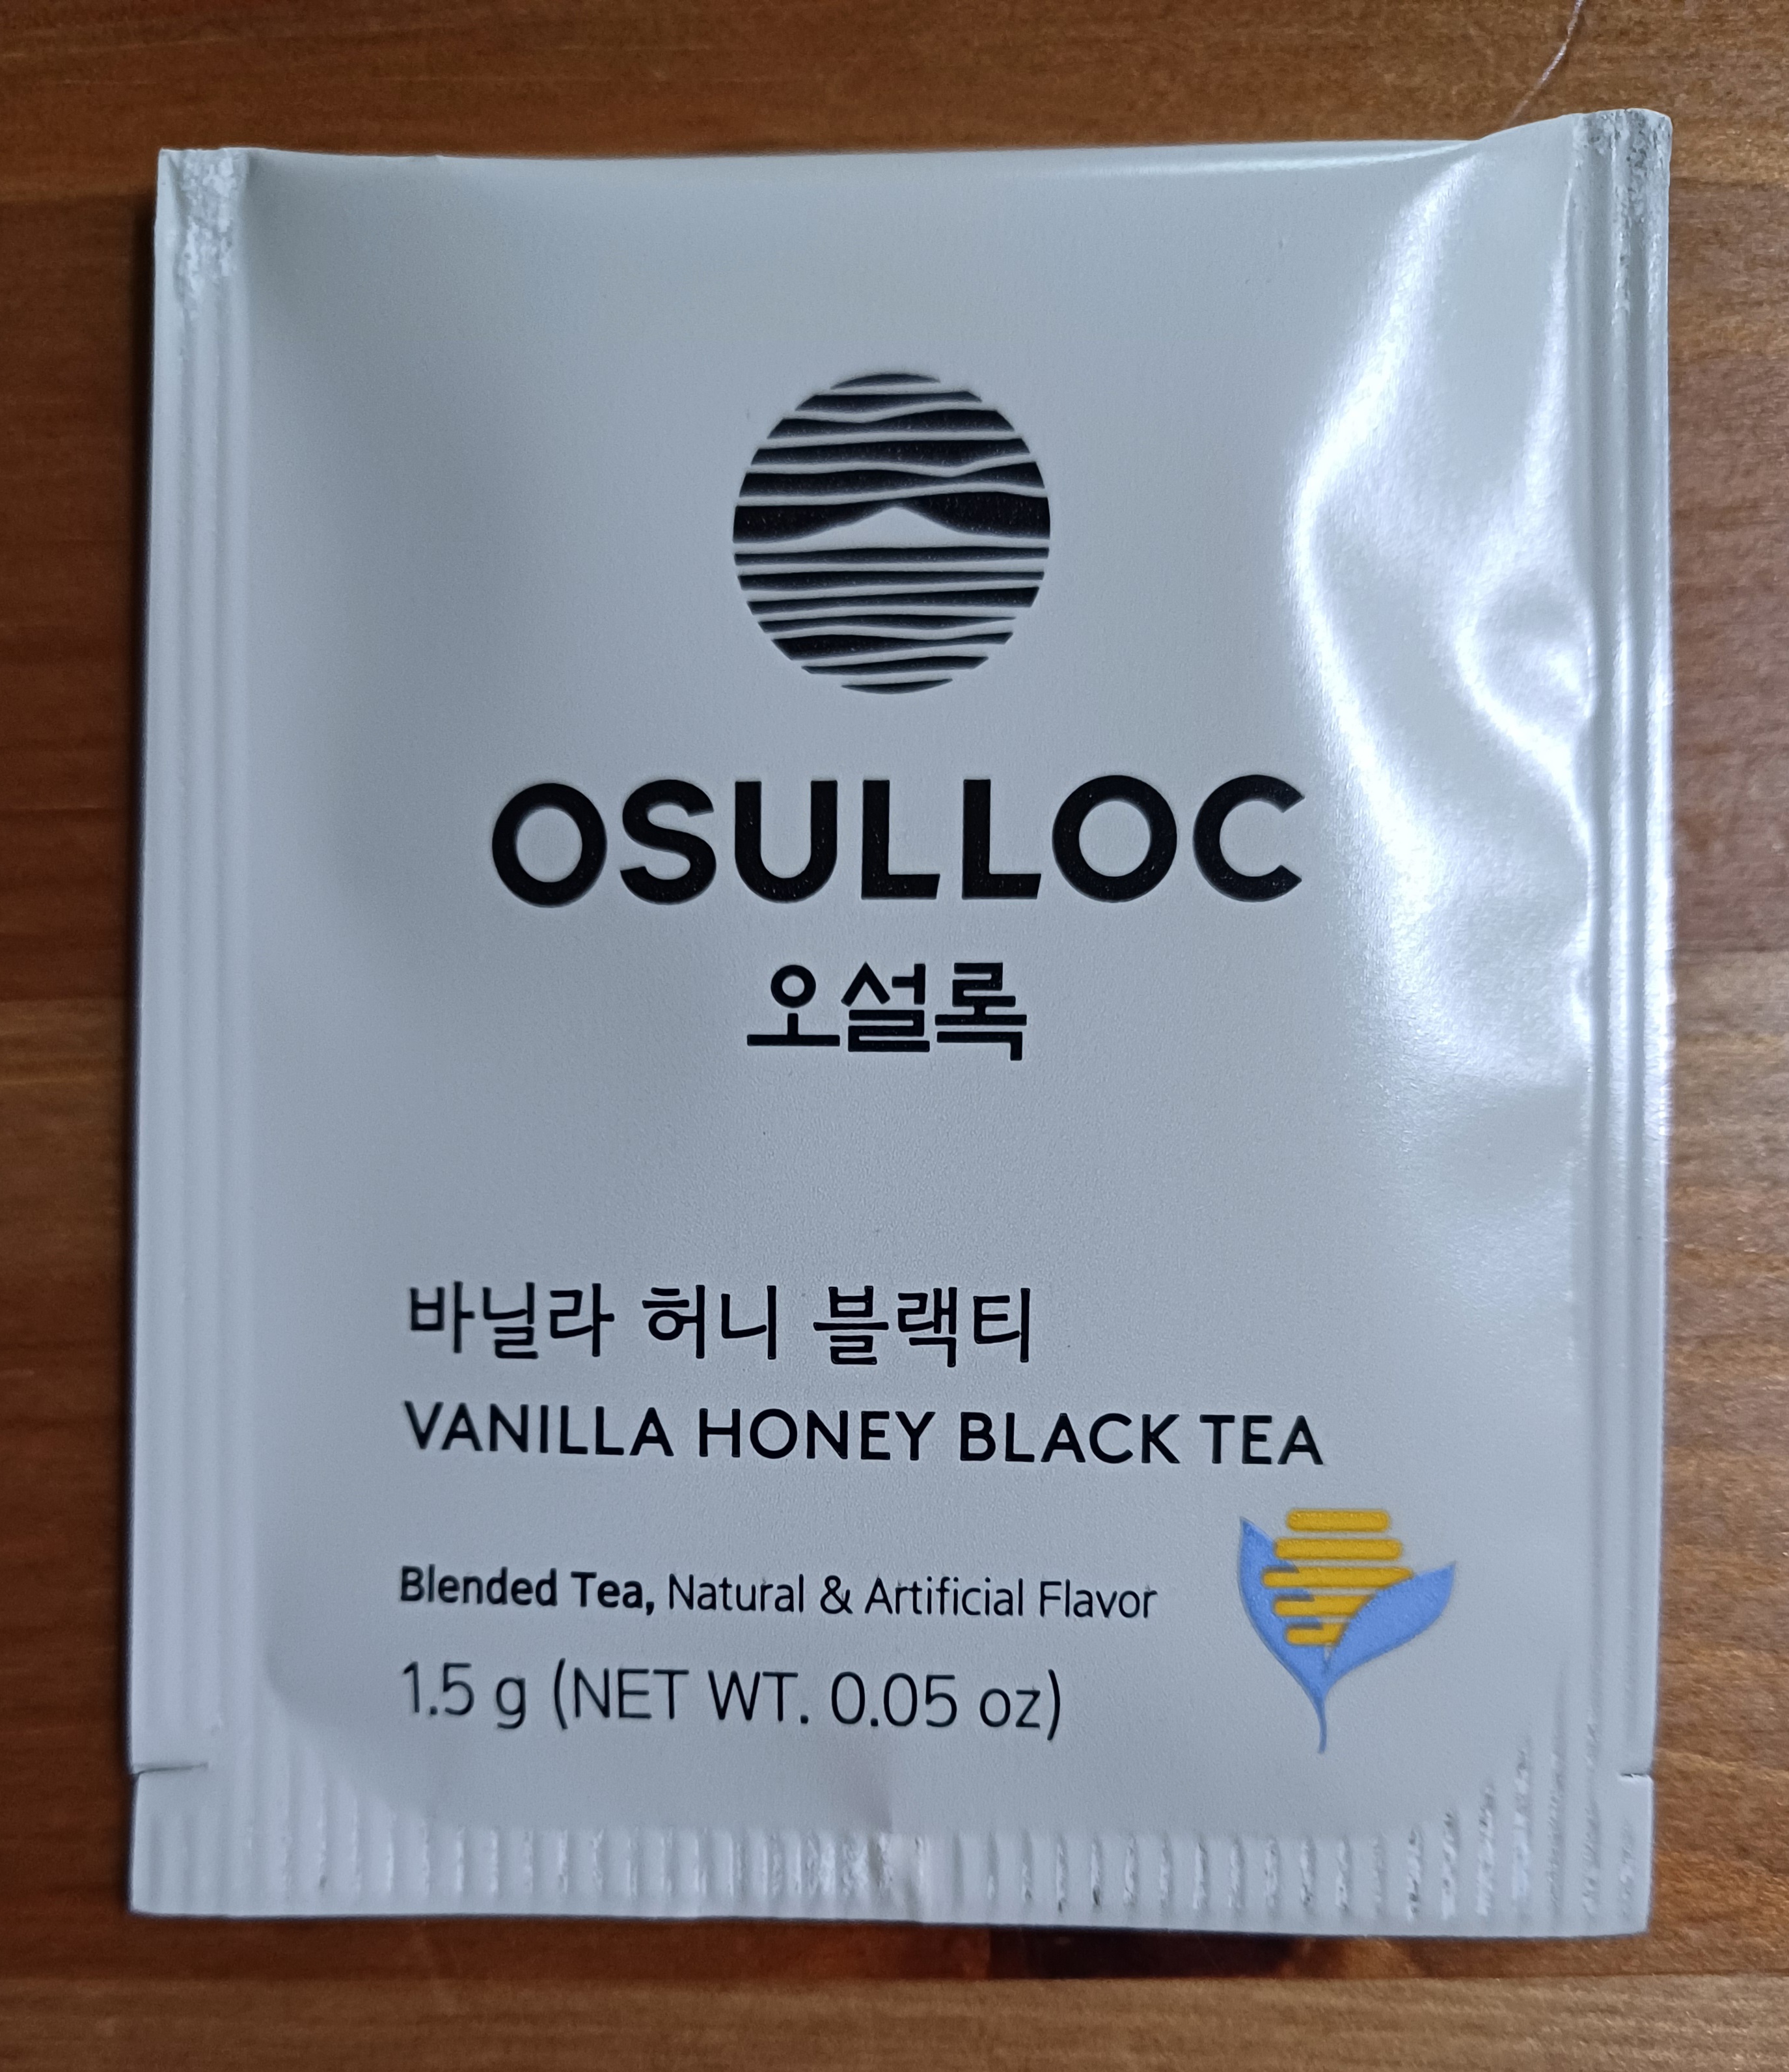 OSULLOC
오설록
바닐라 허니 블랙티
VANILLA HONEY BLACK TEA
Blended Tea, Natural & Artificial Flavor
1.5 g (NET WT. 0.05 oz)